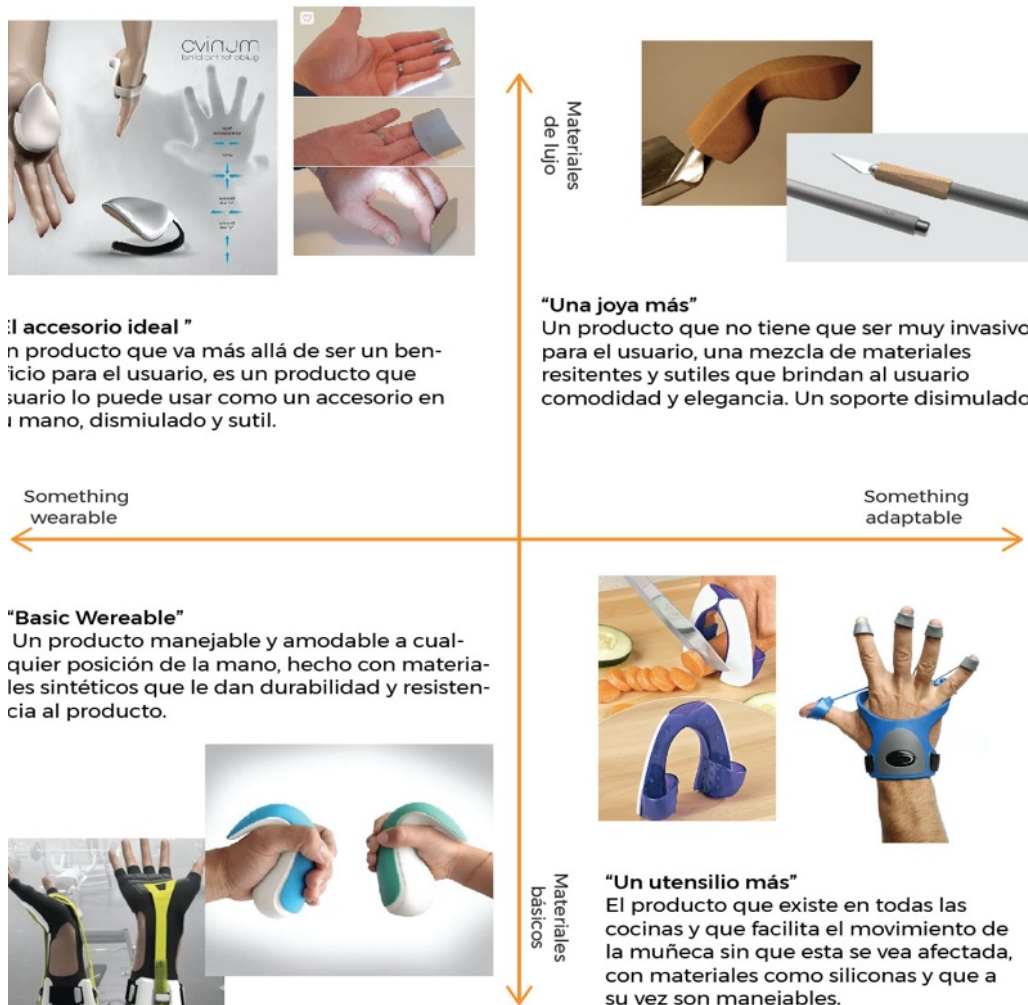 Materiales
de lujo
"El accesorio ideal "
n producto que va más allá de ser un ben-
ficio para el usuario, es un producto que
suario lo puede usar como un accesorio en
u mano, dismiulado y sutil.
"Una joya más"
Un producto que no tiene que ser muy invasivo
para el usuario, una mezcla de materiales
resitentes y sutiles que brindan al usuario
comodidad y elegancia. Un soporte disimulado
Something
wearable
Something
adaptable
"Basic Wereable"
Un producto manejable y amodable a cual-
quier posición de la mano, hecho con materia-
les sintéticos que le dan durabilidad y resisten-
cia al producto.
Materiales
básicos
"Un utensilio más"
El producto que existe en todas las
cocinas y que facilita el movimiento de
la muñeca sin que esta se vea afectada,
con materiales como siliconas y que a
su vez son manejables.